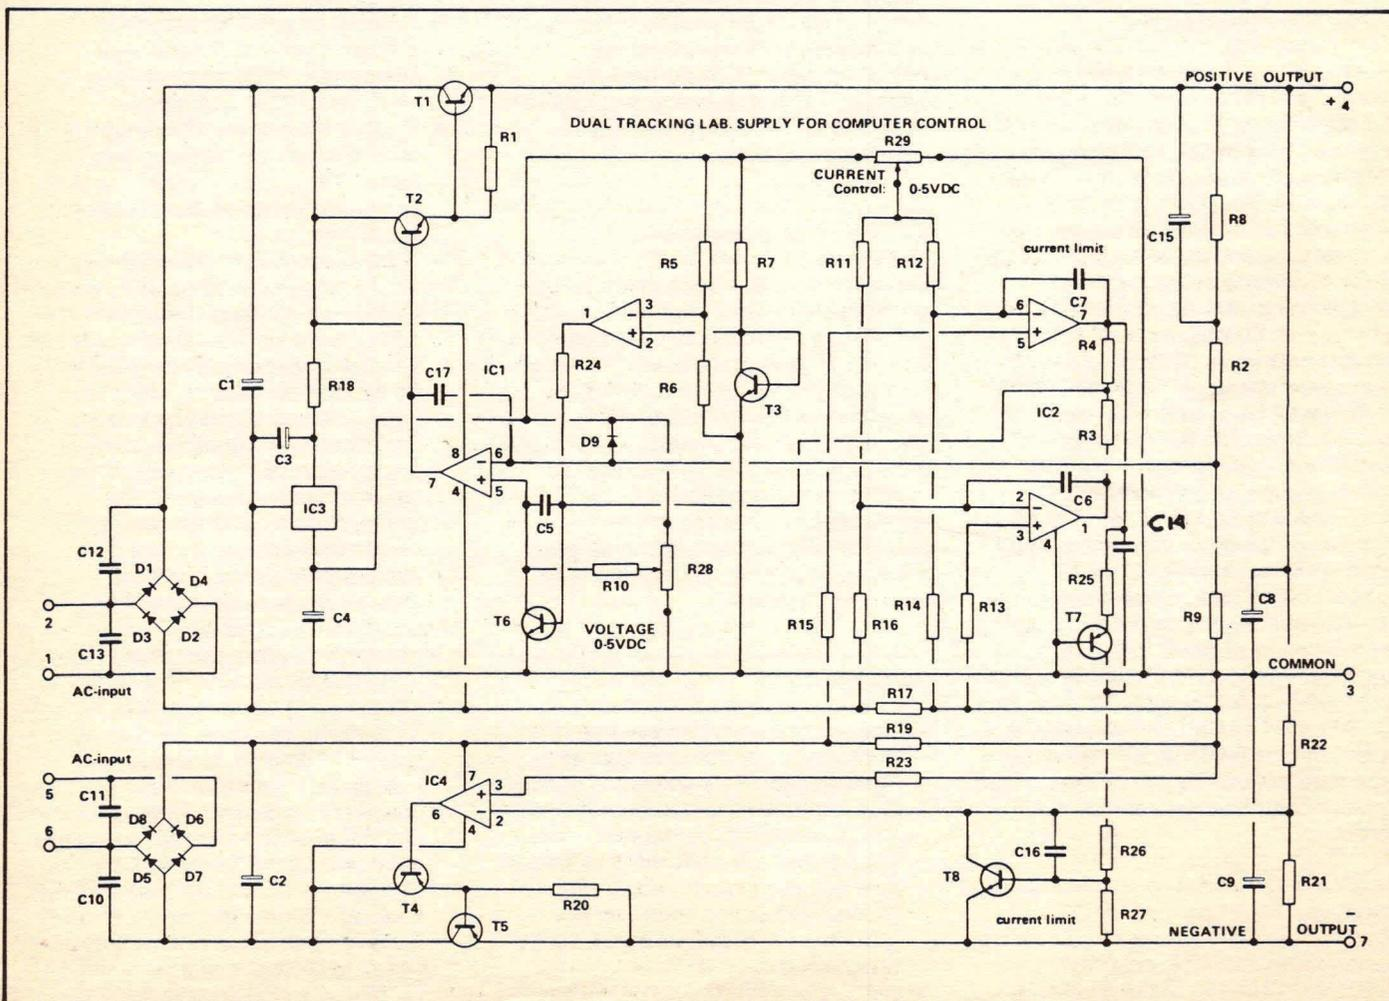 POSITIVE OUTPUT
+ 4
T1
DUAL TRACKING LAB. SUPPLY FOR COMPUTER CONTROL
R1
R29
CURRENT
Control:
0-5VDC
T2
R8
C15
current limit
R5
R7
R11
R12
C7
1
3
2
6
7
5
R4
R24
R2
C17
IC1
C1
R18
R6
T3
IC2
R3
D9
C3
8
6
7
4
5
C6
IC3
C5
2
3
4
1
C14
C12
D1
D4
R10
R28
R25
C8
2
C4
T6
R15
R16
R14
R13
T7
R9
D3
D2
VOLTAGE
0-5VDC
C13
1
COMMON
3
AC-input
R17
R19
R22
AC-input
R23
5
IC4
7
3
C11
6
2
4
6
D8
D6
C16
R26
D5
D7
C2
T8
C9
R21
C10
R20
T4
R27
T5
current limit
NEGATIVE
OUTPUT
–
7